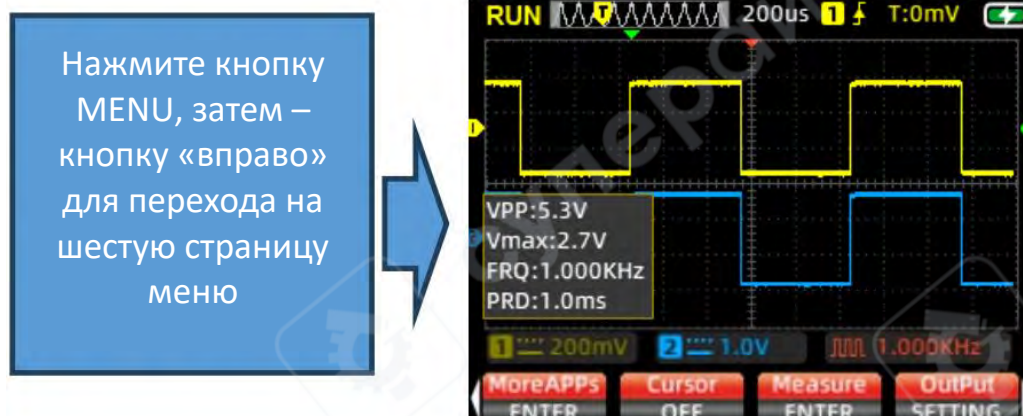 Нажмите кнопку
MENU, затем –
кнопку «вправо»
для перехода на
шестую страницу
меню
RUN T 200us 1 T:0mV
1
VPP:5.3V
Vmax:2.7V
FRQ:1.000KHz
PRD:1.0ms
1 200mV 2 1.0V 1.000KHz
MoreAPPs Cursor Measure OutPut
ENTER OFF ENTER SETTING